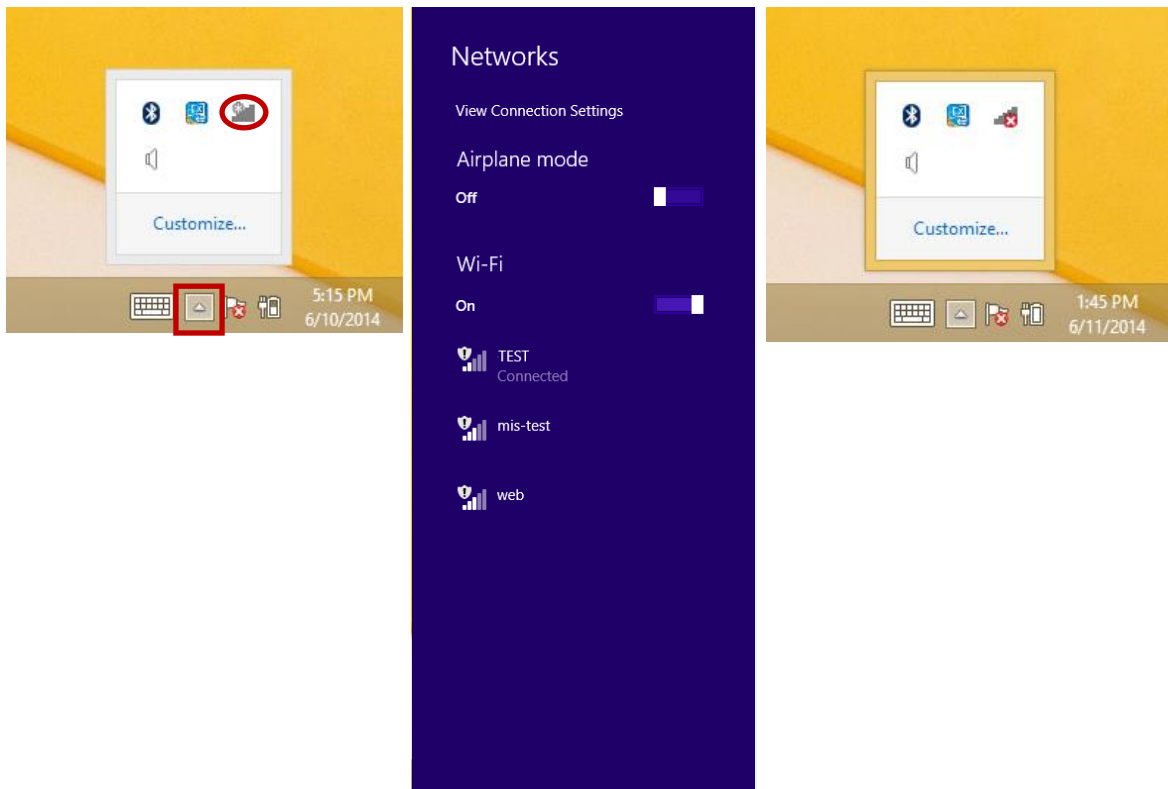 Customize...
5:15 PM
6/10/2014
Networks
View Connection Settings
Airplane mode
Off
Wi-Fi
On
TEST
Connected
mis-test
web
Customize...
1:45 PM
6/11/2014